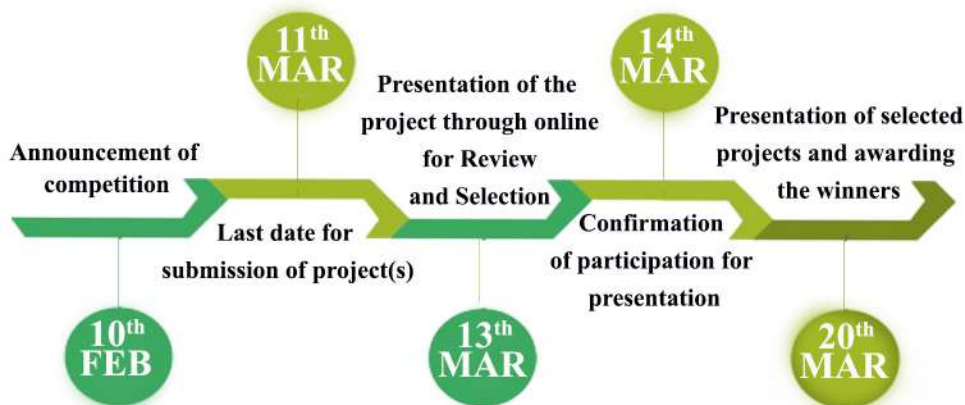 Announcement of
competition
10th
FEB
11th
MAR
Last date for
submission of project(s)
Presentation of the
project through online
for Review
and Selection
13th
MAR
14th
MAR
Confirmation
of participation for
presentation
Presentation of selected
projects and awarding
the winners
20th
MAR